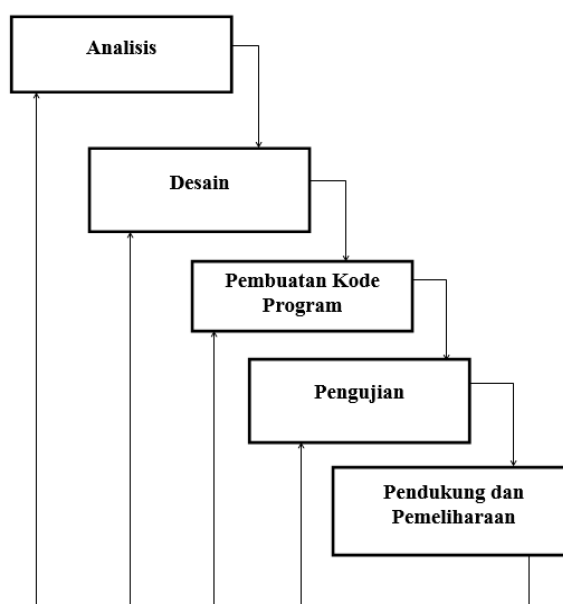 Analisis
Desain
Pembuatan Kode
Program
Pengujian
Pendukung dan
Pemeliharaan